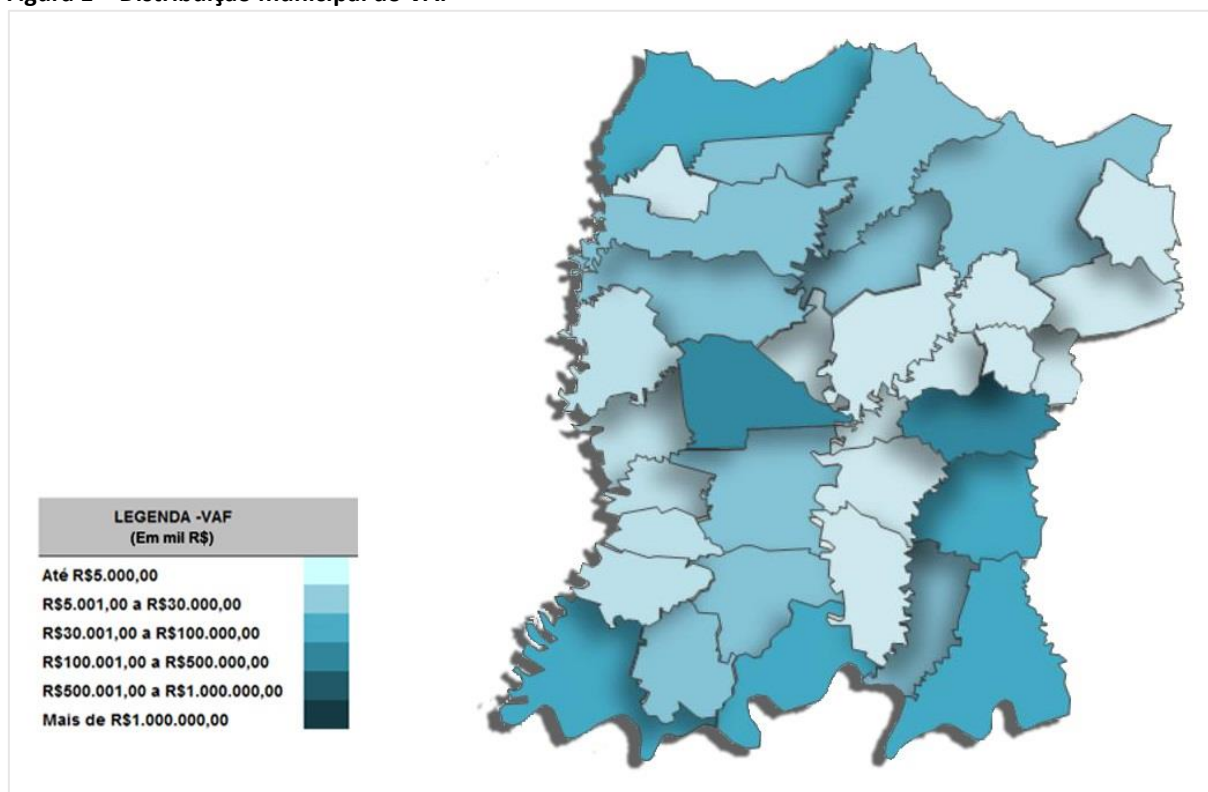 Figura – Distribuição Municipal do VAF
LEGENDA -VAF
(Em mil R$)
Até R$5.000,00
R$5.001,00 a R$30.000,00
R$30.001,00 a R$100.000,00
R$100.001,00 a R$500.000,00
R$500.001,00 a R$1.000.000,00
Mais de R$1.000.000,00